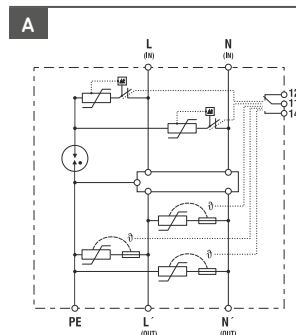 A
L N
(IN) (IN)
12
11
14
ϑ
ϑ
ϑ
PE L´ N´
(OUT) (OUT)